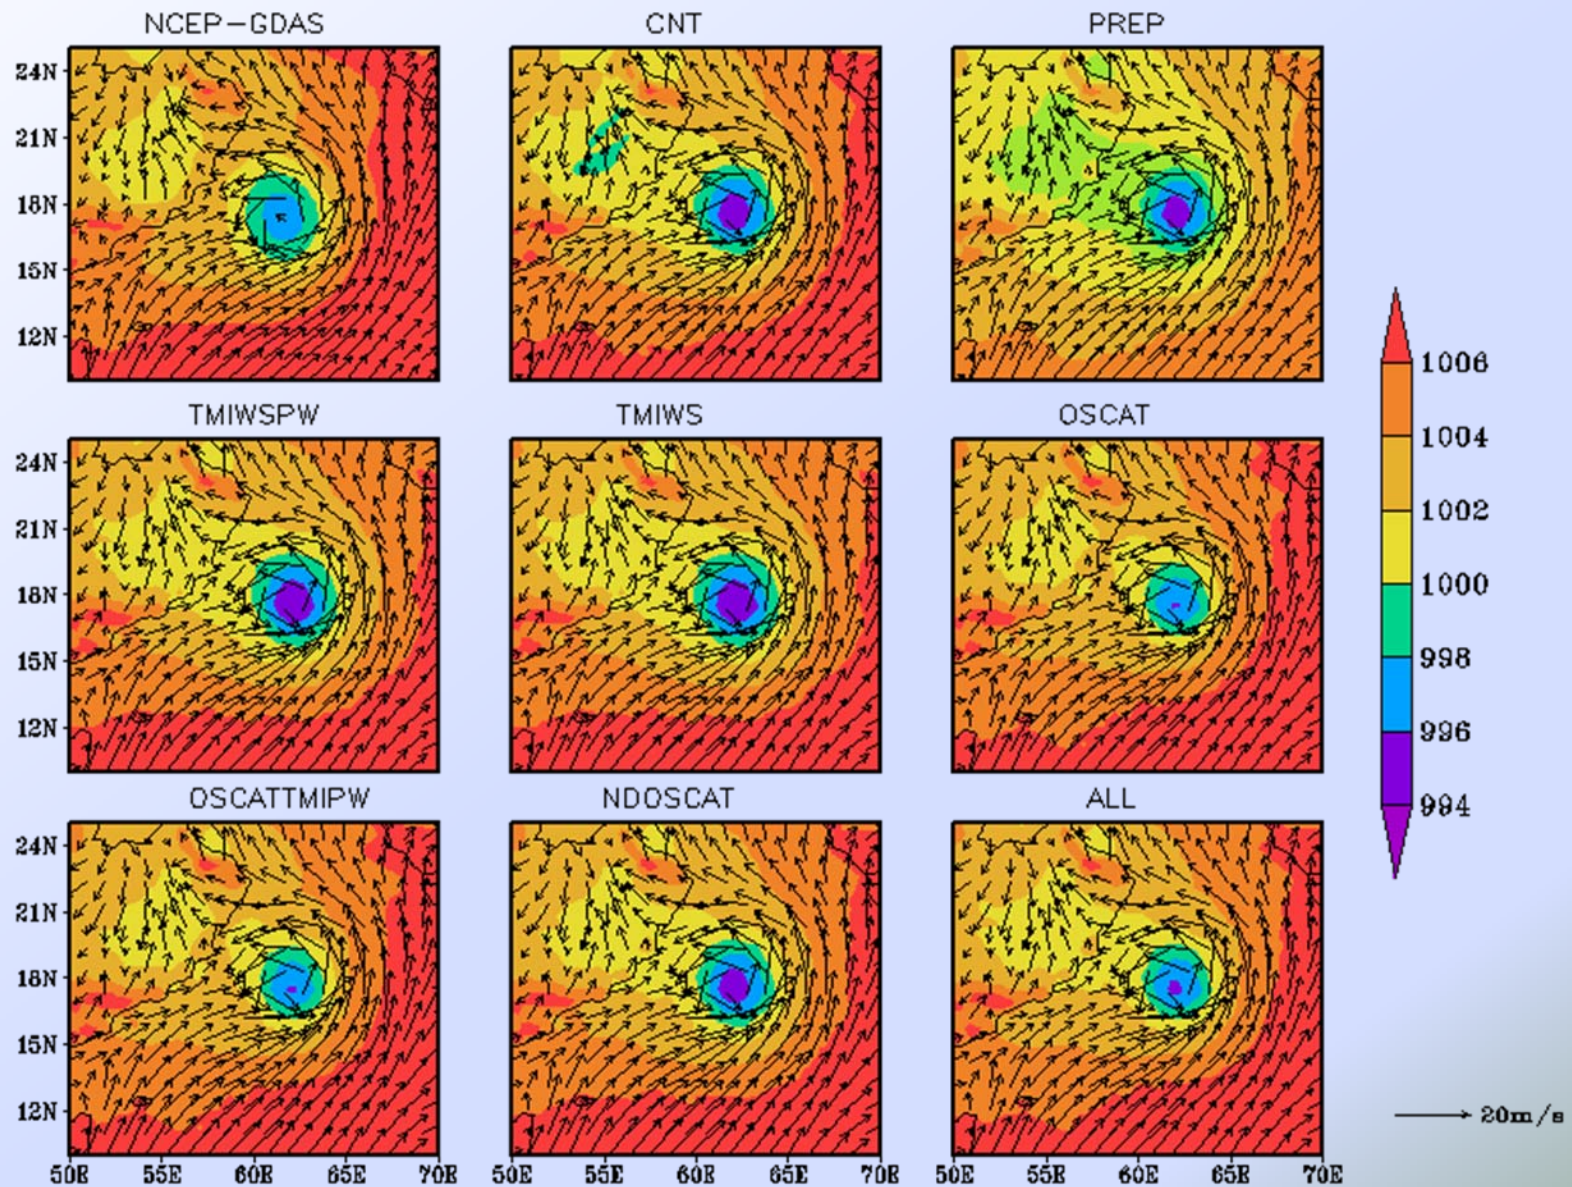 NCEP-GDAS CNT PREP
24N
21N
18N
15N
12N
1006
1004
1002
1000
998
996
994
TMIWSPW TMIWS OSCAT
24N
21N
18N
15N
12N
OSCATTMIPW NDOSCAT ALL
24N
21N
18N
15N
12N
50E 55E 60E 65E 70E 50E 55E 60E 65E 70E 50E 55E 60E 65E 70E
20m/s